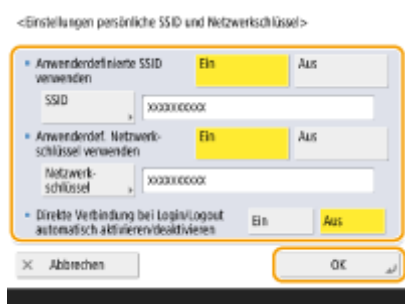 <Einstellungen persönliche SSID und Netzwerkschlüssel>
Anwenderdefinierte SSID verwenden
Ein
Aus
SSID
xxxxxxxxxx
Anwenderdef. Netzwerk-
schlüssel verwenden
Ein
Aus
Netzwerk-
schlüssel
xxxxxxxxxx
Direkte Verbindung bei Login/Logout
automatisch aktivieren/deaktivieren
Ein
Aus
× Abbrechen
OK